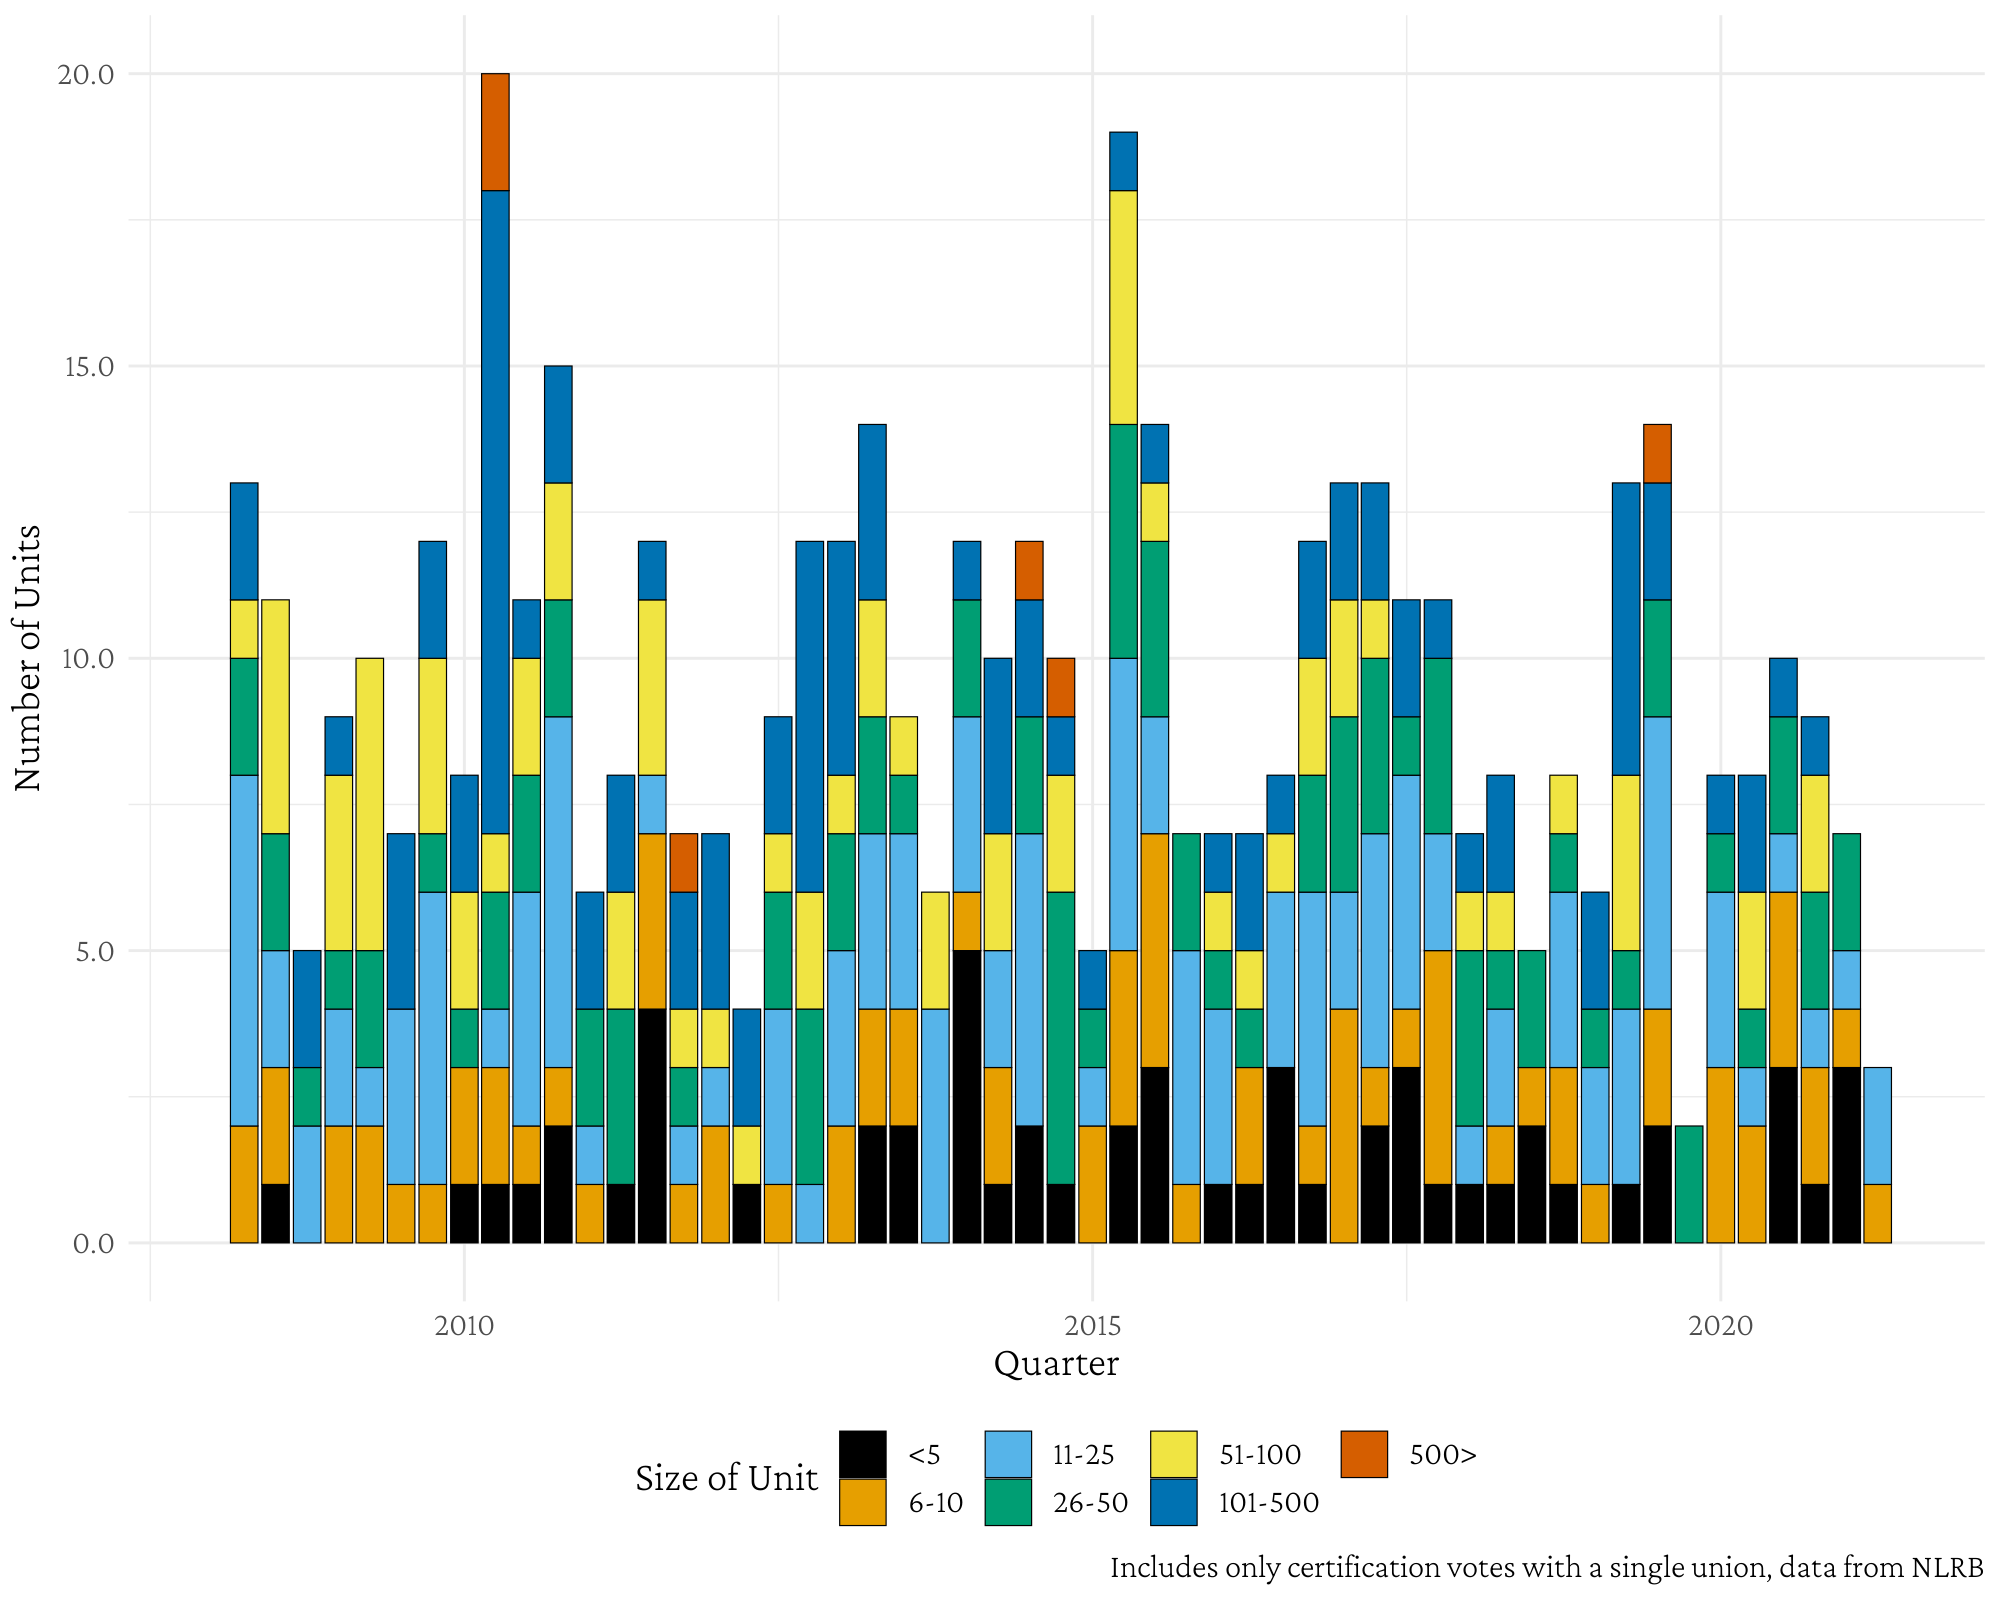 20.0
15.0
10.0
5.0
0.0
Number of Units
2010 2015 2020
Quarter
Size of Unit
<5 11-25 51-100 500>
6-10 26-50 101-500
Includes only certification votes with a single union, data from NLRB